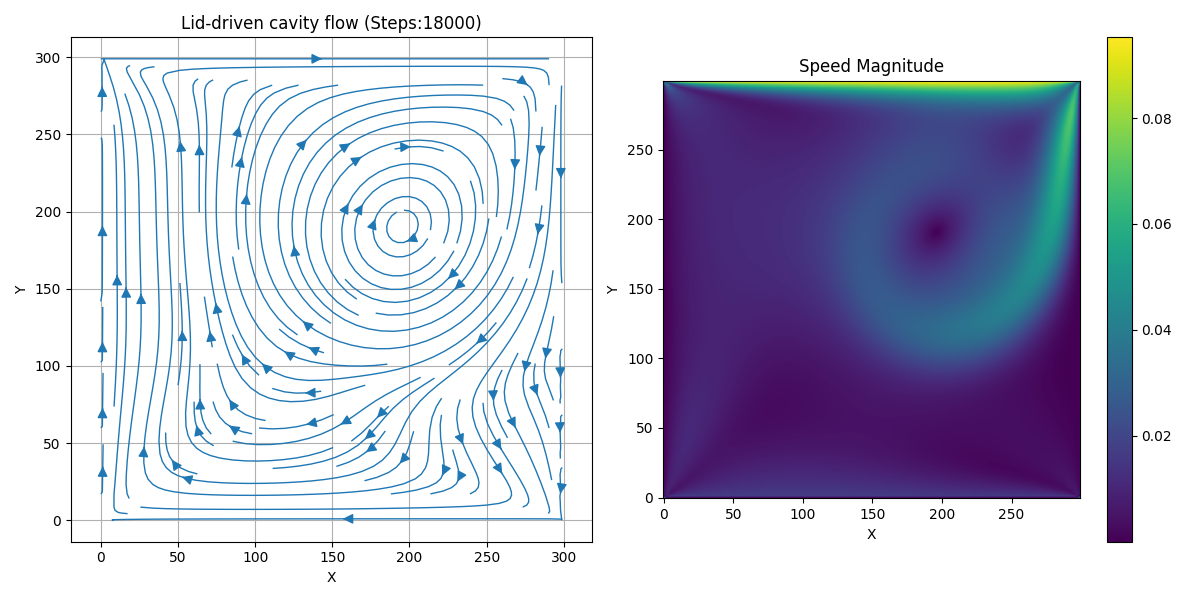 Lid-driven cavity flow (Steps:18000)
300
250
200
150
100
50
0
Y
0 50 100 150 200 250 300
X
Speed Magnitude
250
200
150
100
50
0
Y
0 50 100 150 200 250
X
0.08
0.06
0.04
0.02